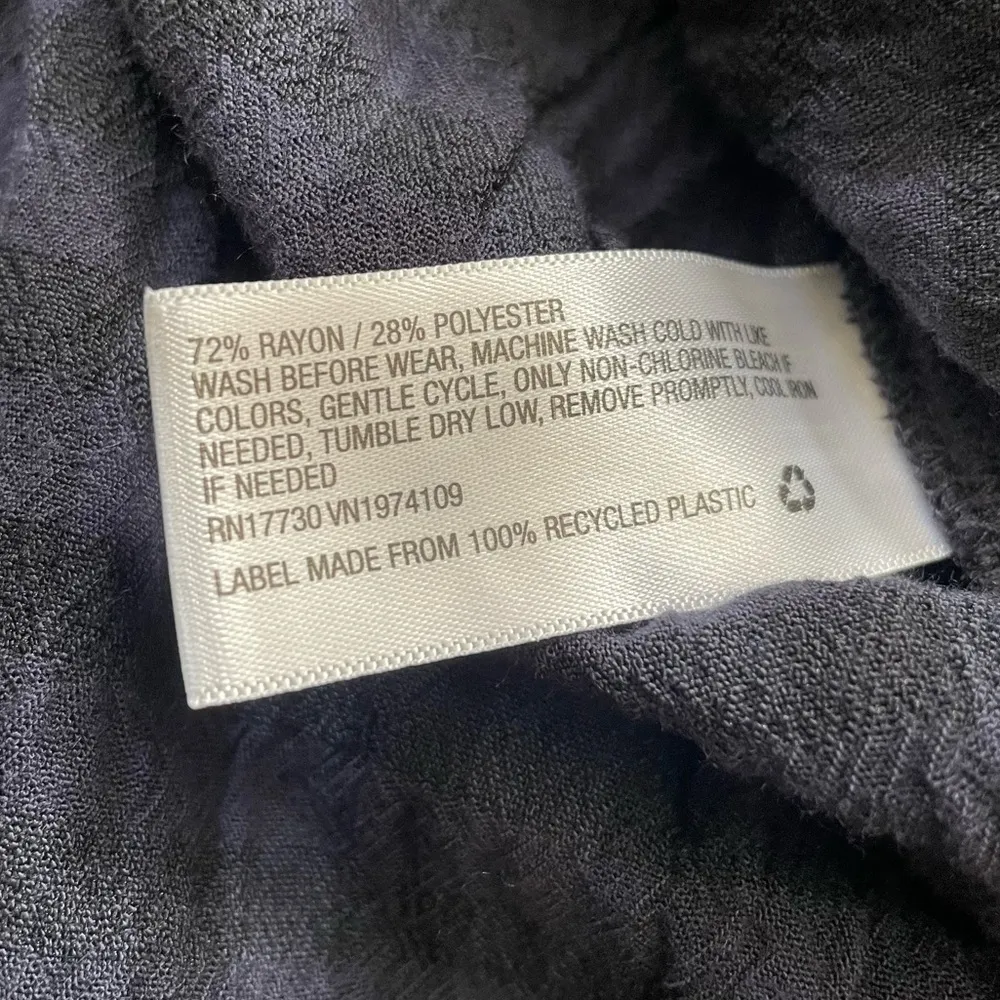 72% RAYON / 28% POLYESTER
WASH BEFORE WEAR, MACHINE WASH COLD WITH LIKE
COLORS, GENTLE CYCLE, ONLY NON-CHLORINE BLEACH IF
NEEDED, TUMBLE DRY LOW, REMOVE PROMPTLY, COOL IRON
IF NEEDED
RN17730 VN1974109
LABEL MADE FROM 100% RECYCLED PLASTIC